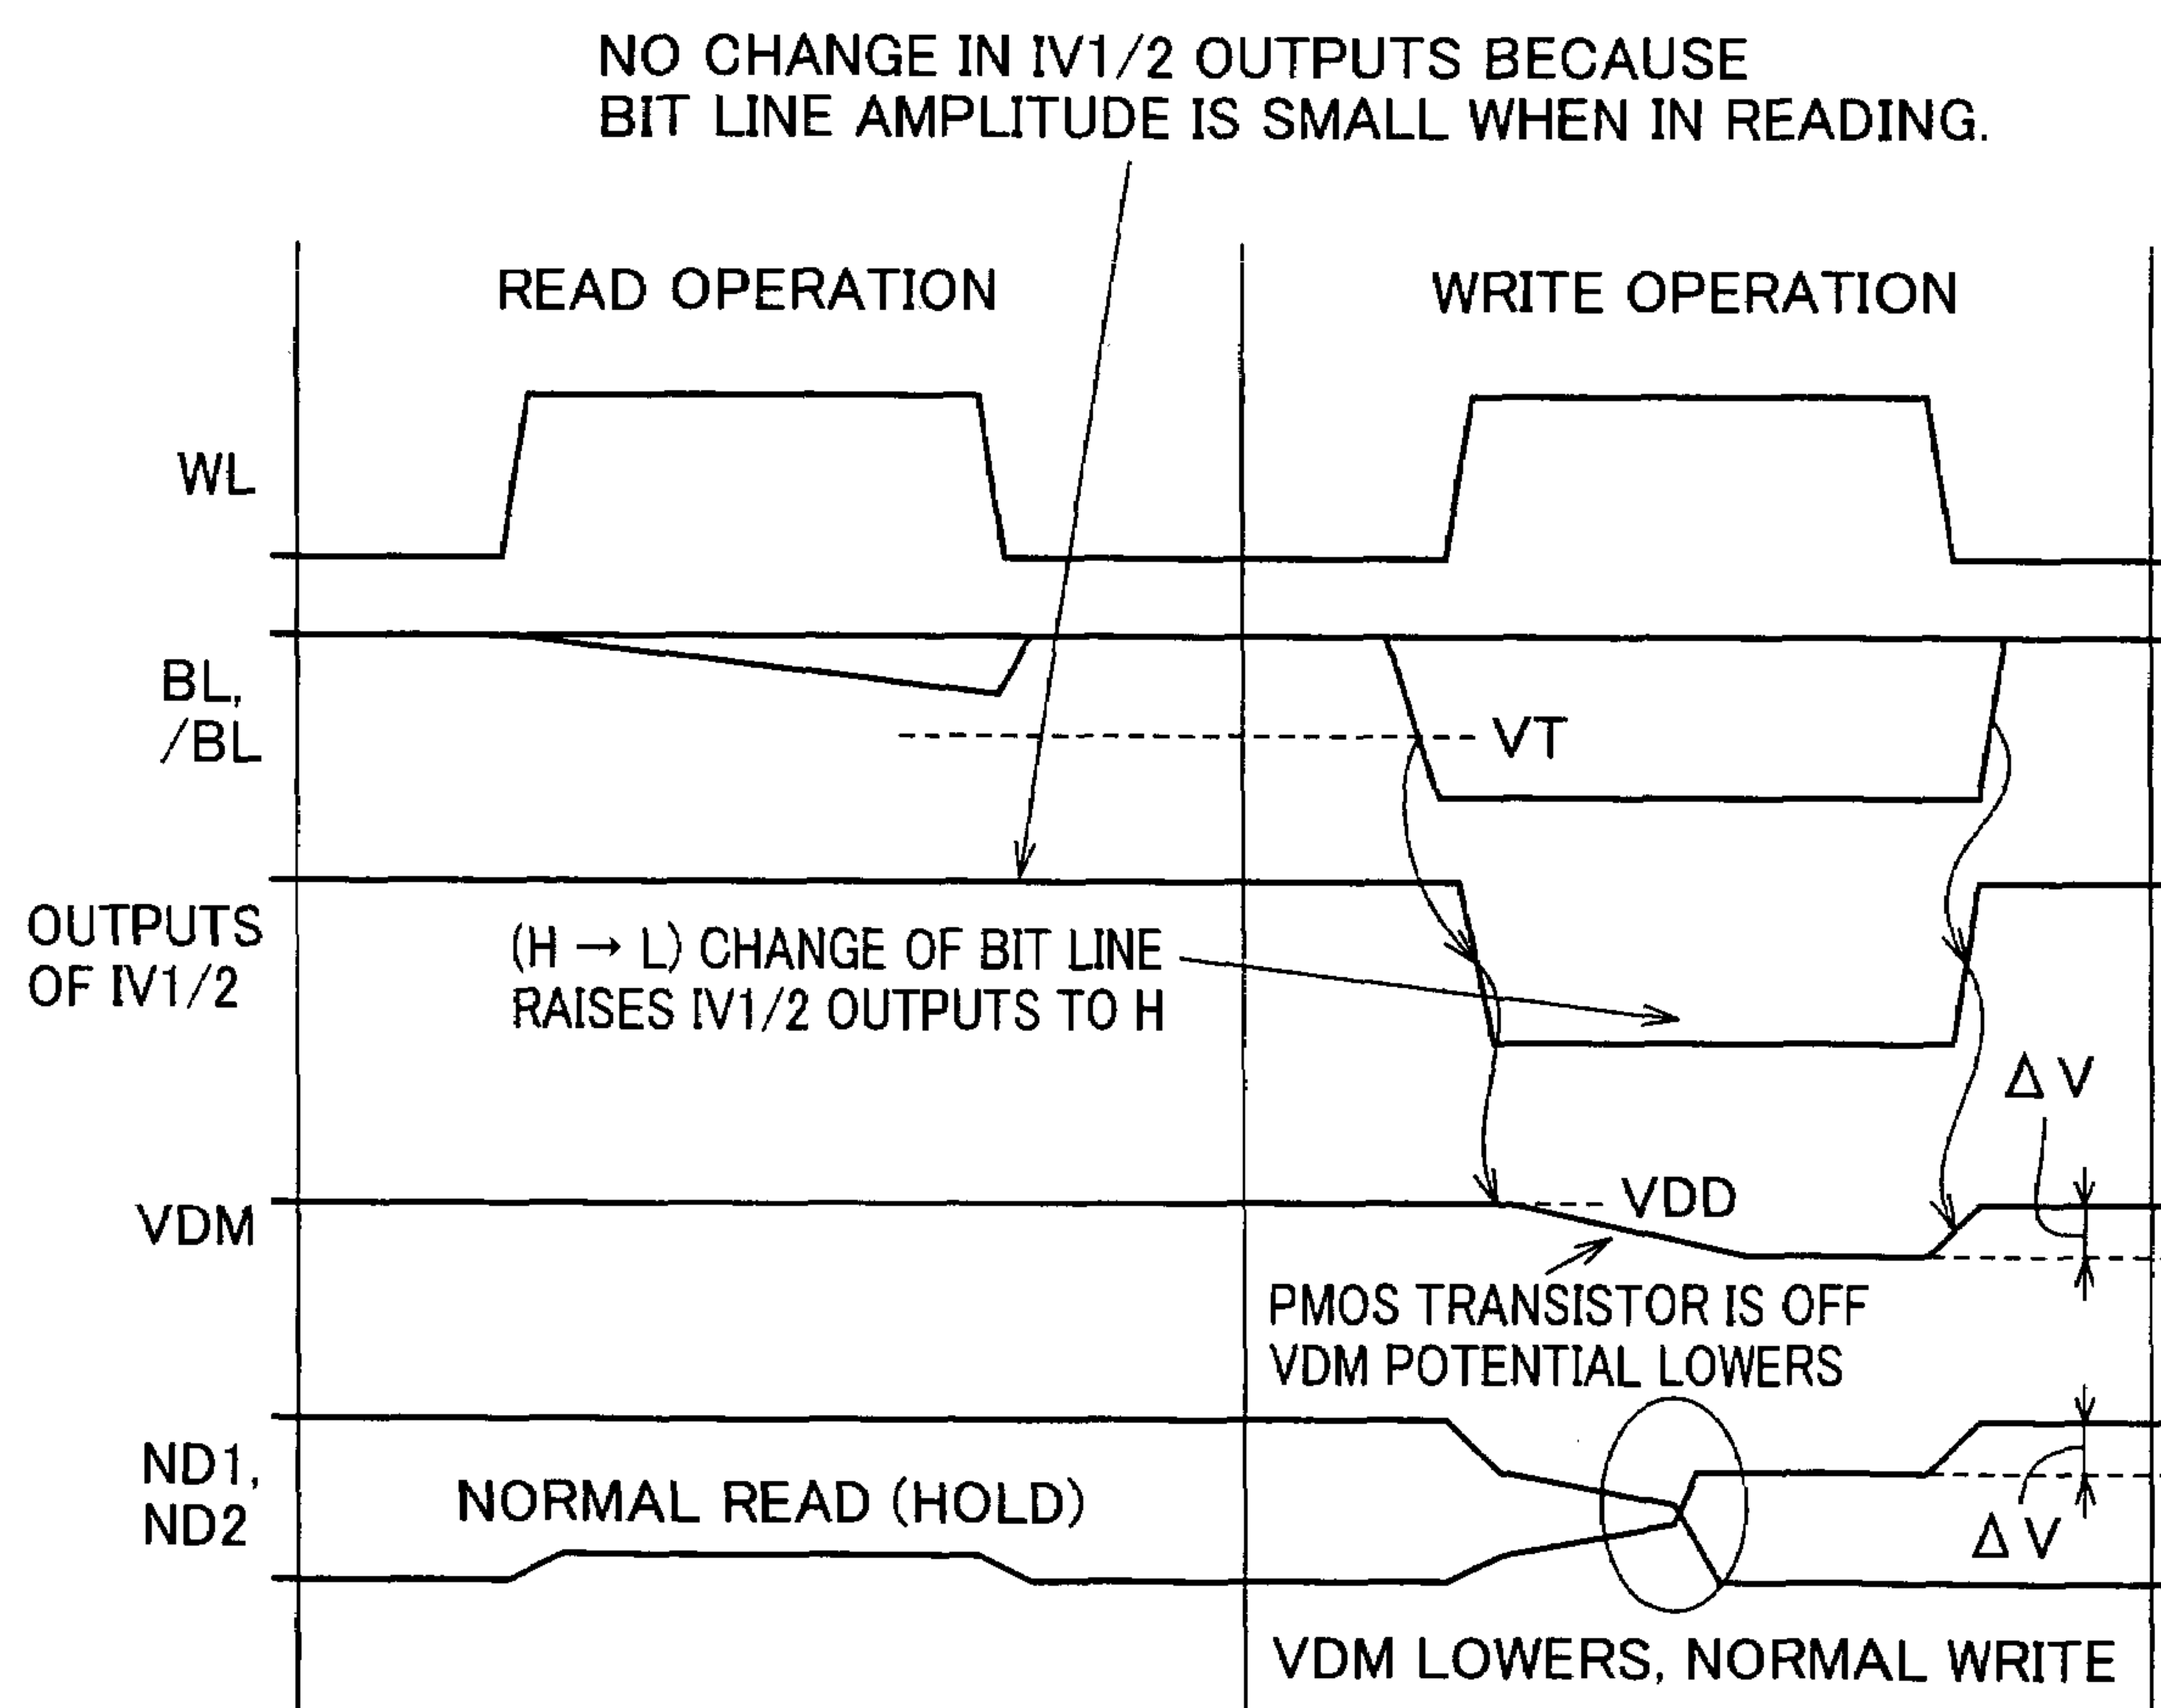 NO CHANGE IN IV1/2 OUTPUTS BECAUSE
BIT LINE AMPLITUDE IS SMALL WHEN IN READING.
READ OPERATION
WRITE OPERATION
WL
BL,
/BL
VT
OUTPUTS
OF IV1/2
(H → L) CHANGE OF BIT LINE
RAISES IV1/2 OUTPUTS TO H
Δ V
VDM
VDD
PMOS TRANSISTOR IS OFF
VDM POTENTIAL LOWERS
ND1,
ND2
NORMAL READ (HOLD)
Δ V
VDM LOWERS, NORMAL WRITE